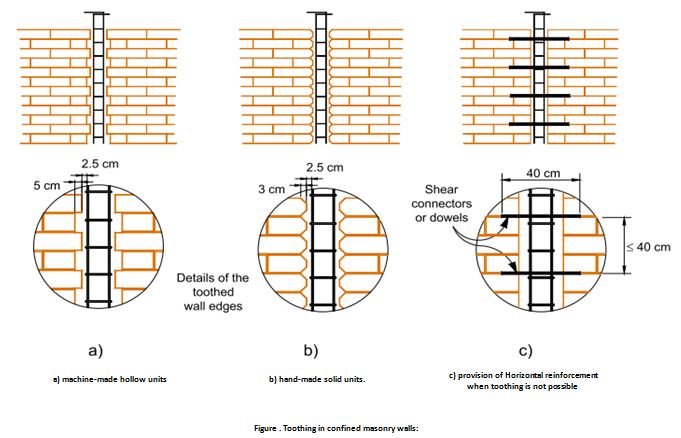 2.5 cm
5 cm
2.5 cm
3 cm
40 cm
Shear
connectors
or dowels
≤ 40 cm
Details of the
toothed
wall edges
a)
b)
c)
a) machine-made hollow units
b) hand-made solid units.
c) provision of Horizontal reinforcement
when toothing is not possible
Figure . Toothing in confined masonry walls: